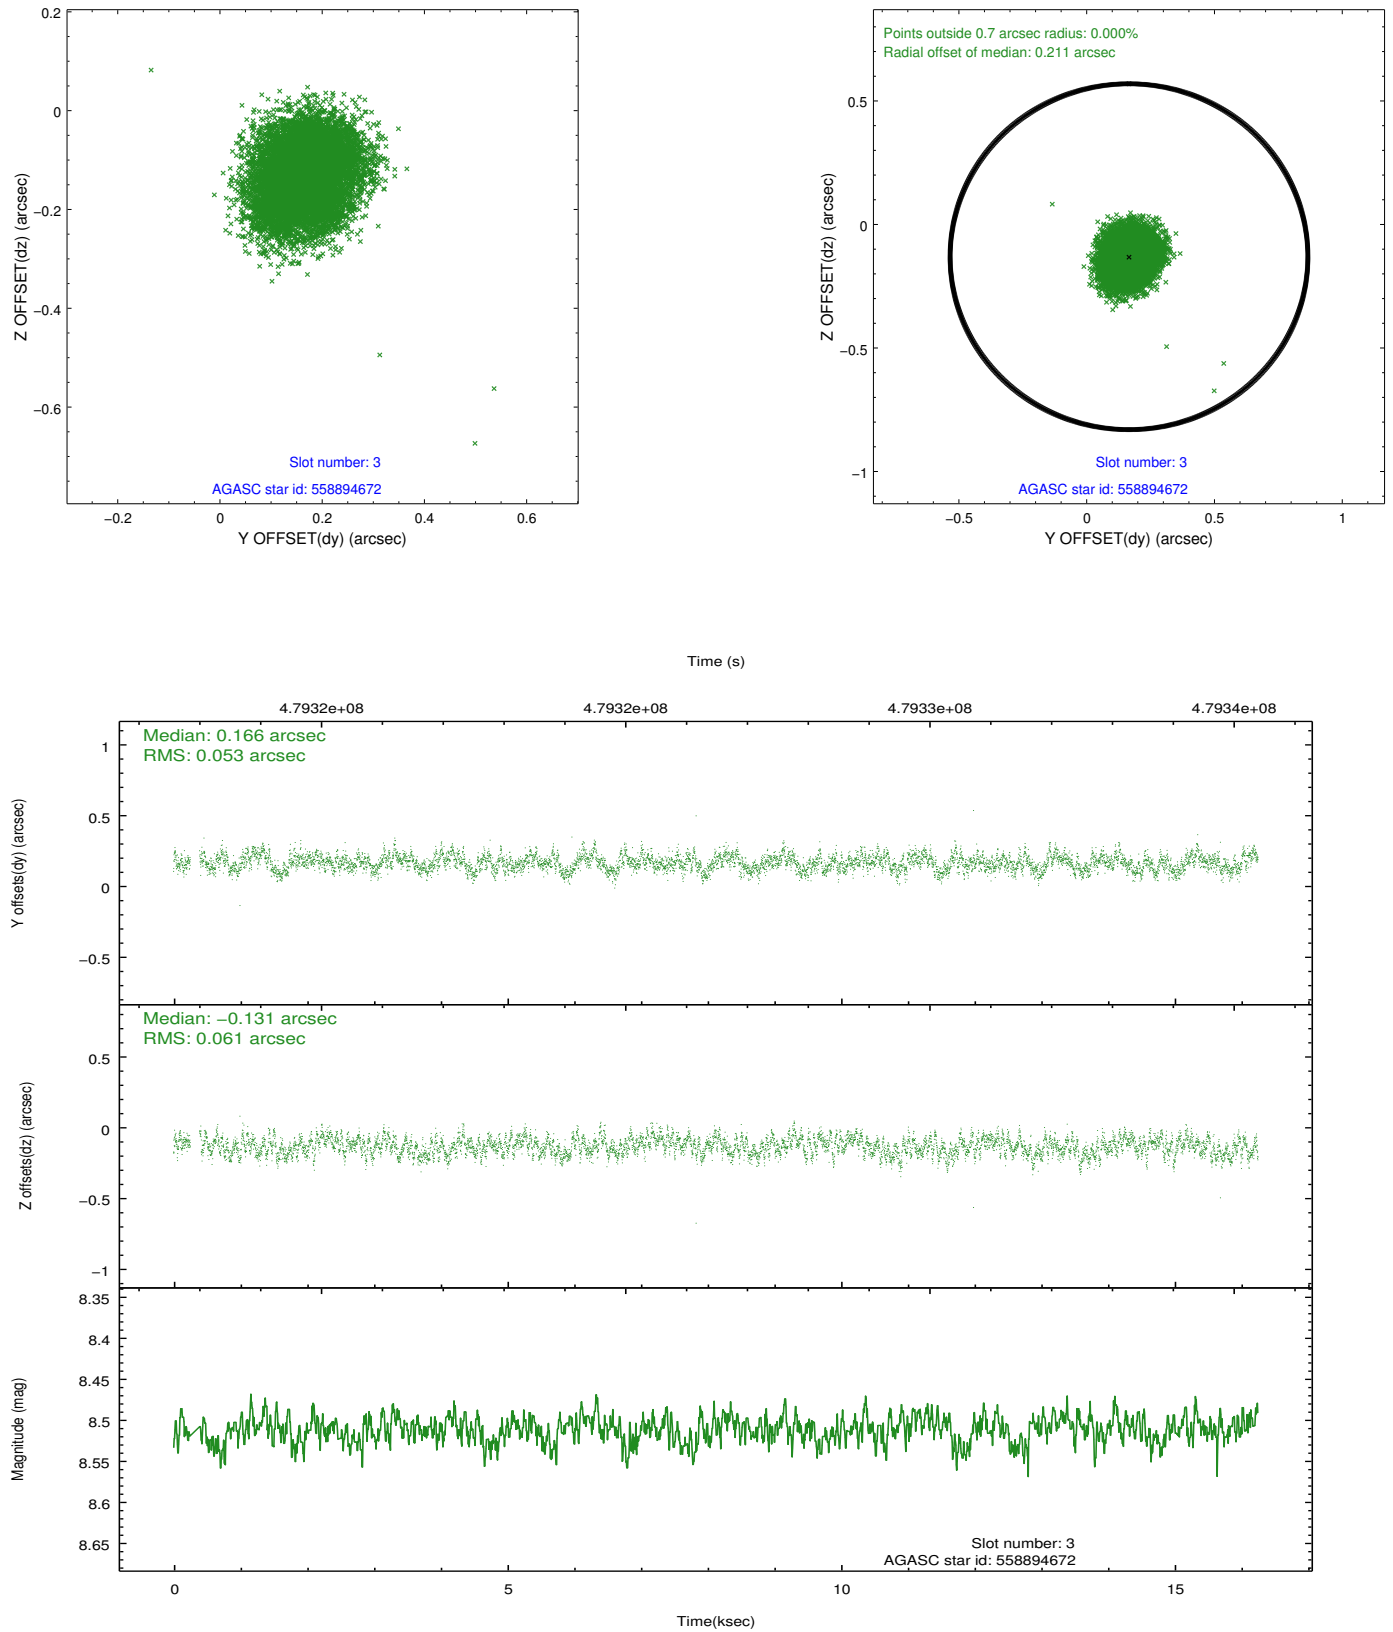 0.2
0
−0.2
−0.4
−0.6
Z OFFSET(dz) (arcsec)
Slot number: 3
AGASC star id: 558894672
−0.2
0
0.2
0.4
0.6
Y OFFSET(dy) (arcsec)
Points outside 0.7 arcsec radius: 0.000%
Radial offset of median: 0.211 arcsec
0.5
0
−0.5
−1
Z OFFSET(dz) (arcsec)
Slot number: 3
AGASC star id: 558894672
−0.5
0
0.5
1
Y OFFSET(dy) (arcsec)
Time (s)
4.7932e+08
4.7932e+08
4.7933e+08
4.7934e+08
Median: 0.166 arcsec
RMS: 0.053 arcsec
1
0.5
0
−0.5
Y offsets(dy) (arcsec)
Median: −0.131 arcsec
RMS: 0.061 arcsec
0.5
0
−0.5
−1
Z offsets(dz) (arcsec)
8.35
8.4
8.45
8.5
8.55
8.6
8.65
Magnitude (mag)
Slot number: 3
AGASC star id: 558894672
0
5
10
15
Time(ksec)